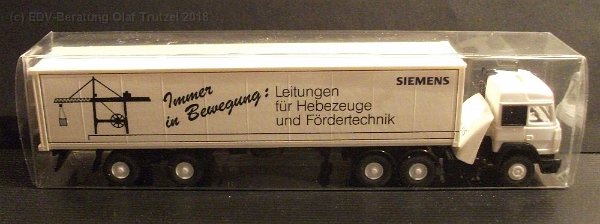 (c) EDV-Beratung Olaf Trutzel 2018
SIEMENS
Immer
in Bewegung:
Leitungen
für Hebezeuge
und Fördertechnik